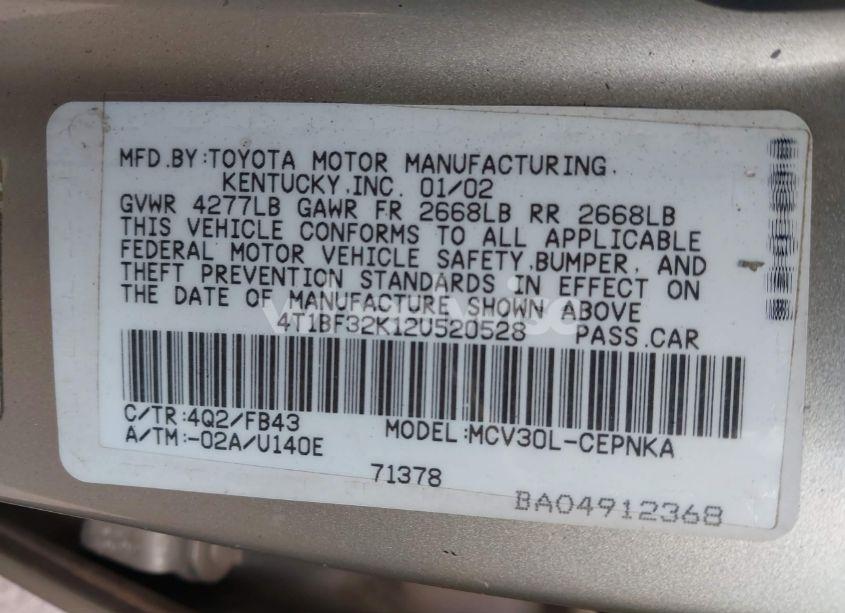 MFD.BY:TOYOTA MOTOR MANUFACTURING,
KENTUCKY,INC. 01/02
GVWR 4277LB GAWR FR 2668LB RR 2668LB
THIS VEHICLE CONFORMS TO ALL APPLICABLE
FEDERAL MOTOR VEHICLE SAFETY,BUMPER, AND
THEFT PREVENTION STANDARDS IN EFFECT ON
THE DATE OF MANUFACTURE SHOWN ABOVE
4T1BF32K12U520528 PASS.CAR
C/TR:4Q2/FB43
A/TM:-02A/U140E MODEL:MCV30L-CEPNKA
71378
BA04912368